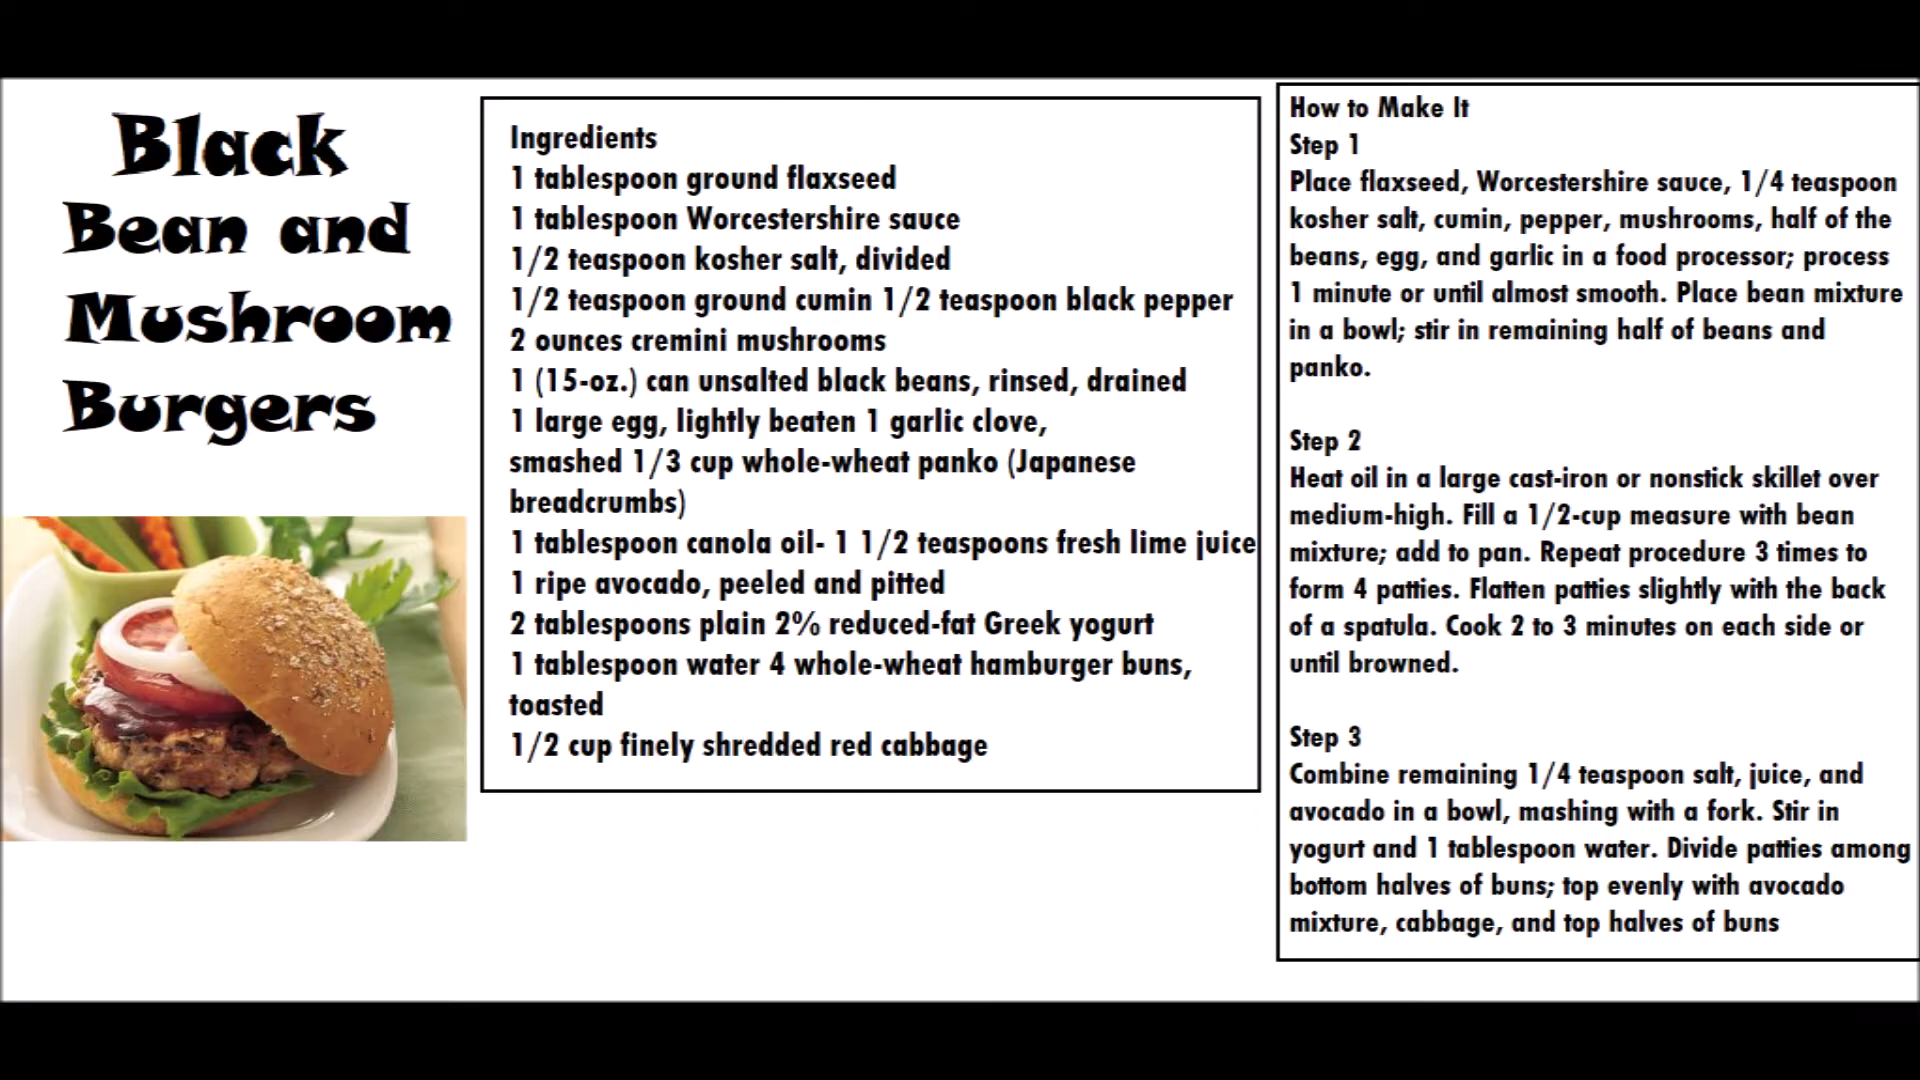 Black
Bean and
Mushroom
Burgers
Ingredients
1 tablespoon ground flaxseed
1 tablespoon Worcestershire sauce
1/2 teaspoon kosher salt, divided
1/2 teaspoon ground cumin 1/2 teaspoon black pepper
2 ounces cremini mushrooms
1 (15-oz.) can unsalted black beans, rinsed, drained
1 large egg, lightly beaten 1 garlic clove,
smashed 1/3 cup whole-wheat panko (Japanese
breadcrumbs)
1 tablespoon canola oil- 1 1/2 teaspoons fresh lime juice
1 ripe avocado, peeled and pitted
2 tablespoons plain 2% reduced-fat Greek yogurt
1 tablespoon water 4 whole-wheat hamburger buns,
toasted
1/2 cup finely shredded red cabbage
How to Make It
Step 1
Place flaxseed, Worcestershire sauce, 1/4 teaspoon
kosher salt, cumin, pepper, mushrooms, half of the
beans, egg, and garlic in a food processor; process
1 minute or until almost smooth. Place bean mixture
in a bowl; stir in remaining half of beans and
panko.
Step 2
Heat oil in a large cast-iron or nonstick skillet over
medium-high. Fill a 1/2-cup measure with bean
mixture; add to pan. Repeat procedure 3 times to
form 4 patties. Flatten patties slightly with the back
of a spatula. Cook 2 to 3 minutes on each side or
until browned.
Step 3
Combine remaining 1/4 teaspoon salt, juice, and
avocado in a bowl, mashing with a fork. Stir in
yogurt and 1 tablespoon water. Divide patties among
bottom halves of buns; top evenly with avocado
mixture, cabbage, and top halves of buns